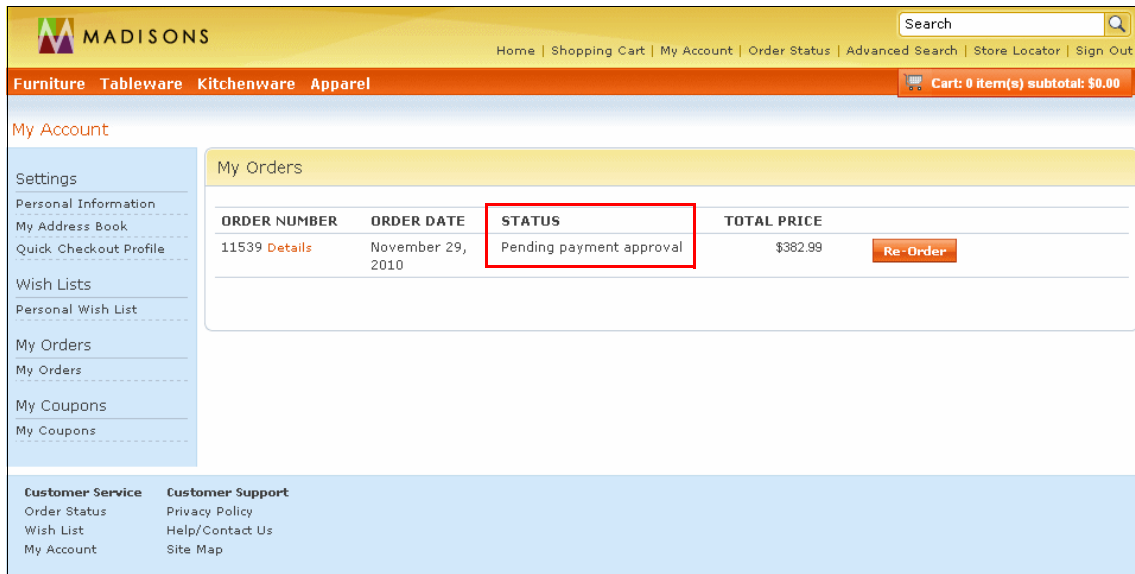 MADISONS
Search
Home | Shopping Cart | My Account | Order Status | Advanced Search | Store Locator | Sign Out
Furniture Tableware Kitchenware Apparel
Cart: 0 item(s) subtotal: $0.00
My Account
Settings
Personal Information
My Address Book
Quick Checkout Profile
Wish Lists
Personal Wish List
My Orders
My Orders
My Coupons
My Coupons
My Orders
ORDER NUMBER ORDER DATE STATUS TOTAL PRICE
11539 Details November 29, Pending payment approval $382.99 Re-Order
2010
Customer Service Customer Support
Order Status Privacy Policy
Wish List Help/Contact Us
My Account Site Map